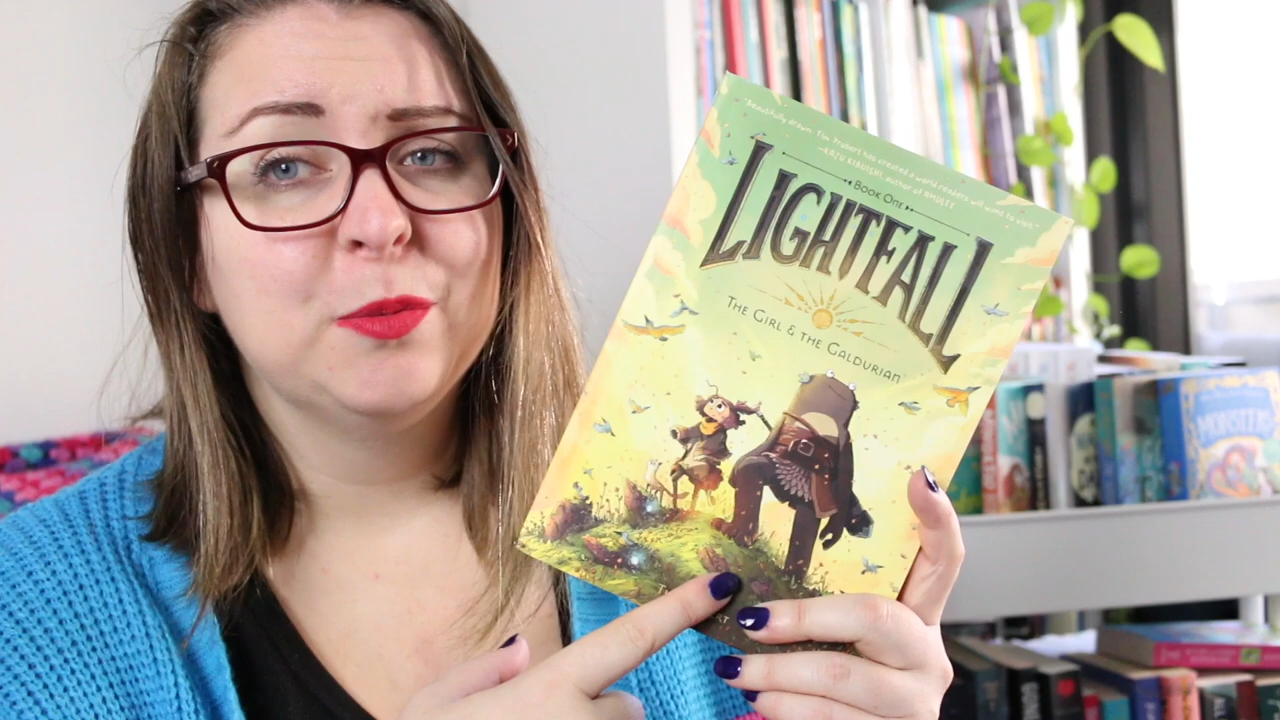 "Beautifully drawn. Tim Probert has created a world readers will want to visit."
—KAZU KIBUISHI, author of AMULET
BOOK ONE
LIGHTFALL
THE GIRL & THE GALDURIAN
MONSTERS